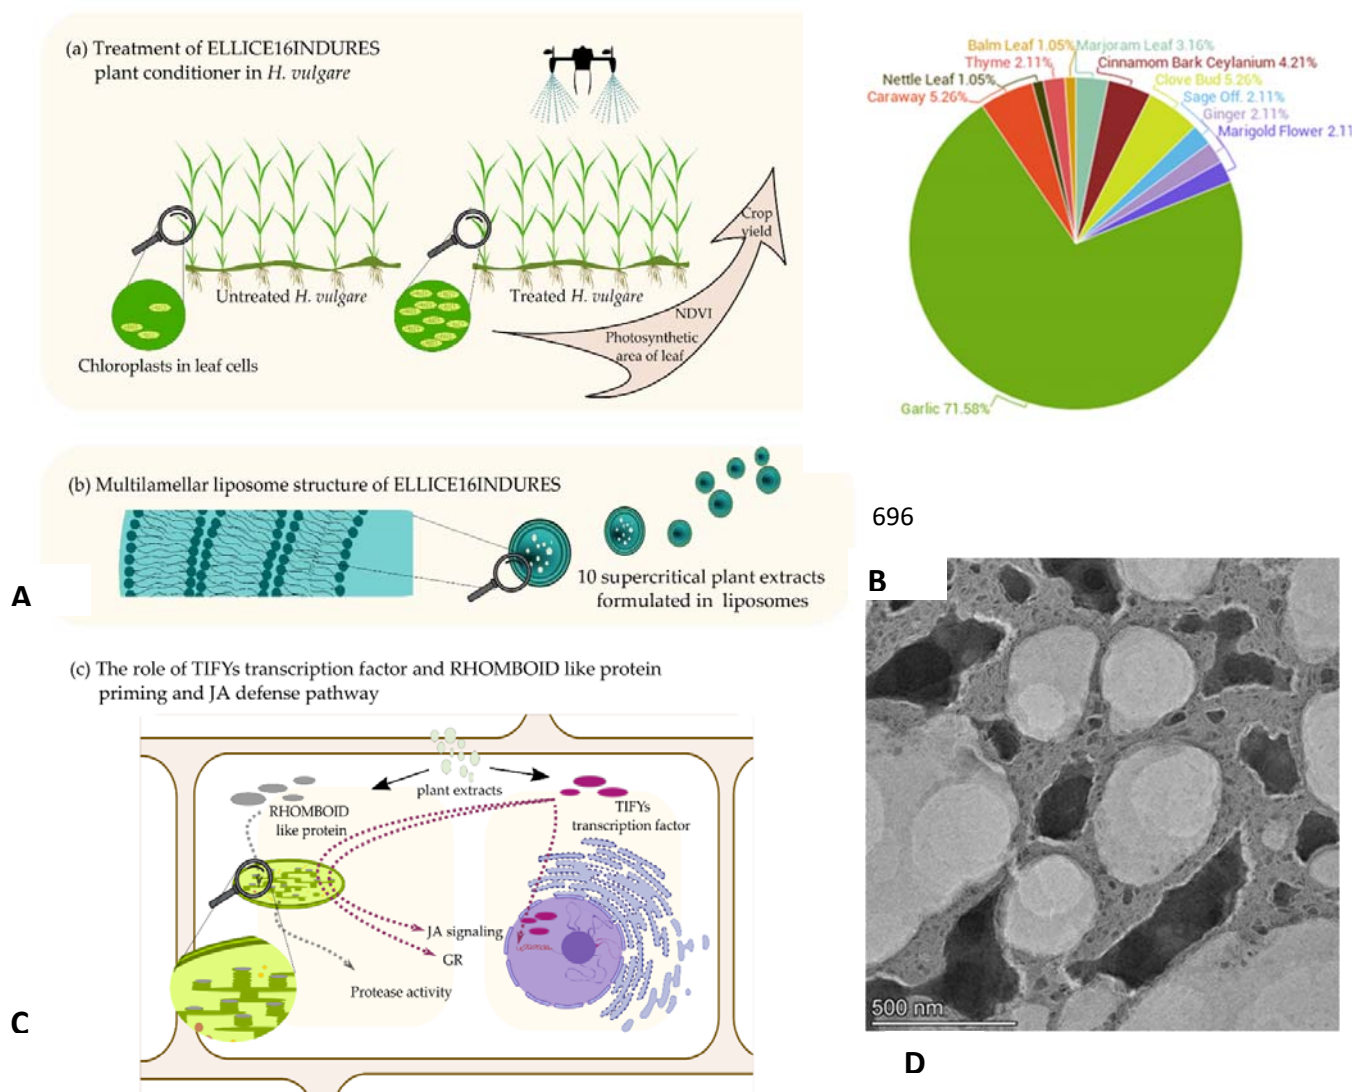 (a) Treatment of ELLICE16INDURES
plant conditioner in H. vulgare
Untreated H. vulgare
Treated H. vulgare
Chloroplasts in leaf cells
Crop
yield
NDVI
Photosynthetic
area of leaf
Balm Leaf 1.05%
Marjoram Leaf 3.16%
Thyme 2.11%
Cinnamom Bark Ceylanium 4.21%
Nettle Leaf 1.05%
Clove Bud 5.26%
Caraway 5.26%
Sage Off. 2.11%
Ginger 2.11%
Marigold Flower 2.11
Garlic 71.58%
(b) Multilamellar liposome structure of ELLICE16INDURES
10 supercritical plant extracts
formulated in liposomes
A
696
B
(c) The role of TIFYs transcription factor and RHOMBOID like protein
priming and JA defense pathway
plant extracts
RHOMBOID
like protein
TIFYs
transcription factor
JA signaling
GR
Protease activity
C
500 nm
D